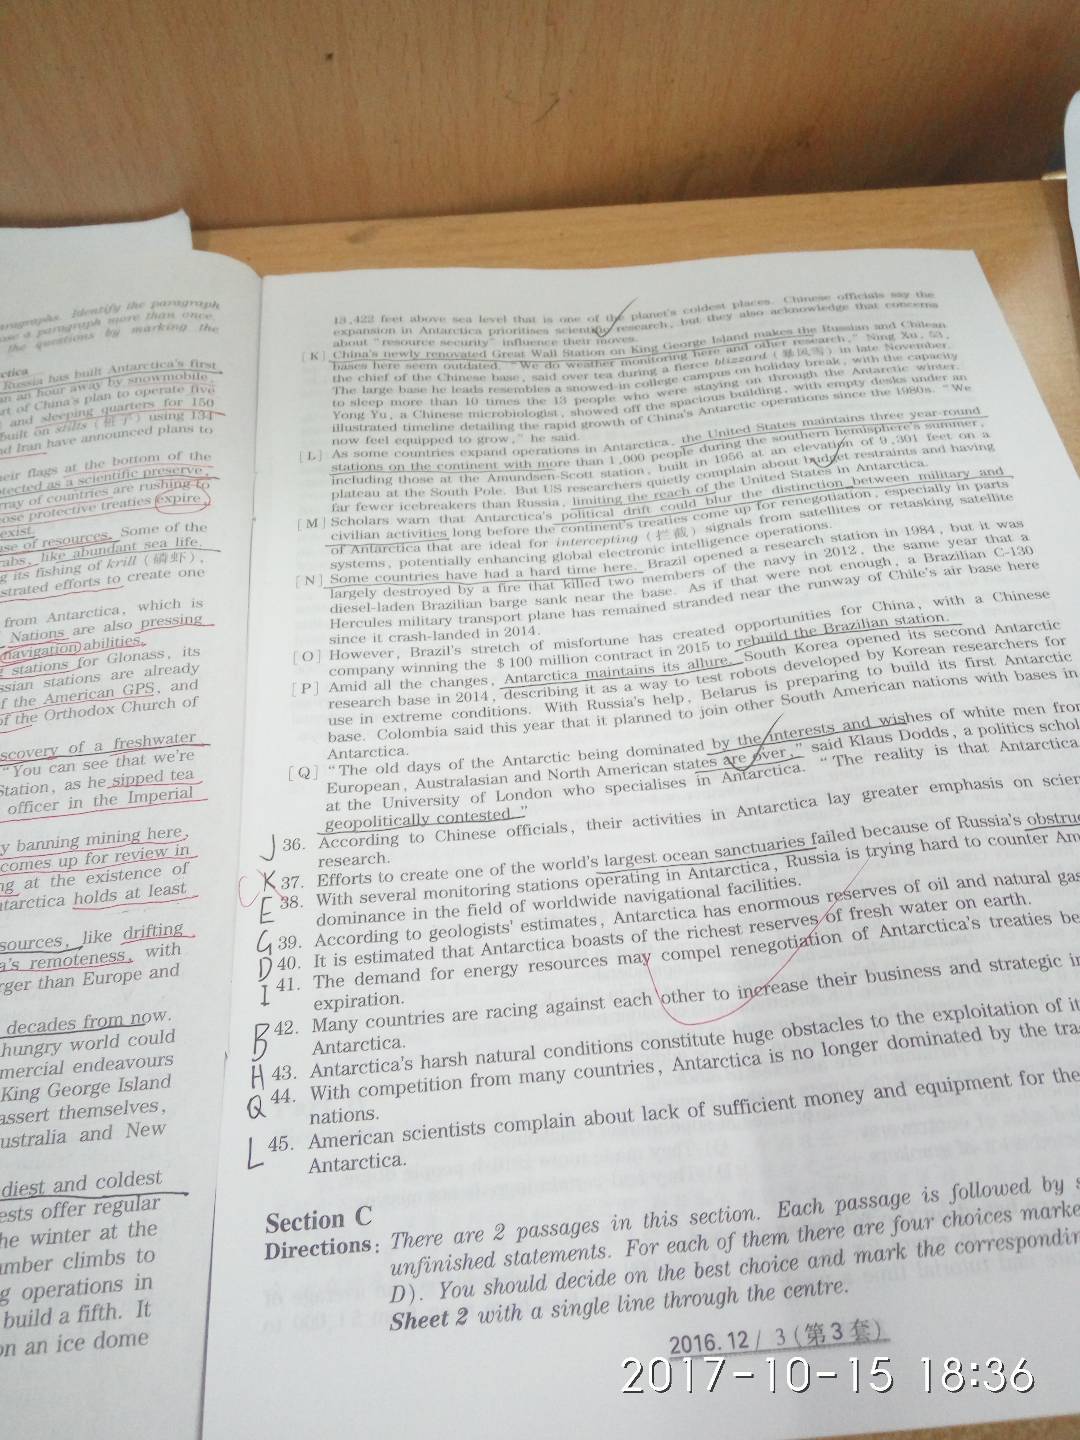 aragraphs. Identify the paragraph
ose a paragraph more than once.
the questions by marking the
ctica
Russia has built Antarctica's first
an an hour away by snowmobile,
rt of China's plan to operate five
and sleeping quarters for 150
built on stilts (桩子) using 134
nd Iran have announced plans to
eir flags at the bottom of the
otected as a scientific preserve,
rray of countries are rushing to
ose protective treaties expire,
exist.
se of resources. Some of the
abs, like abundant sea life.
g its fishing of krill (磷虾),
strated efforts to create one
from Antarctica, which is
Nations are also pressing
navigation abilities.
g stations for Glonass, its
ssian stations are already
f the American GPS, and
of the Orthodox Church of
scovery of a freshwater
"You can see that we're
Station, as he sipped tea
officer in the Imperial
y banning mining here,
comes up for review in
ng at the existence of
ntarctica holds at least
sources, like drifting
a's remoteness, with
rger than Europe and
decades from now.
hungry world could
mercial endeavours
King George Island
assert themselves,
ustralia and New
diest and coldest
ests offer regular
he winter at the
umber climbs to
g operations in
build a fifth. It
on an ice dome
13,422 feet above sea level that is one of the planet's coldest places. Chinese officials say the
expansion in Antarctica prioritises scientific research, but they also acknowledge that concerns
about "resource security" influence their moves.
[K] China's newly renovated Great Wall Station on King George Island makes the Russian and Chilean
bases here seem outdated. "We do weather monitoring here and other research," Ning Xu, 53,
the chief of the Chinese base, said over tea during a fierce blizzard (暴风雪) in late November.
The large base he leads resembles a snowed-in college campus on holiday break, with the capacity
to sleep more than 10 times the 13 people who were staying on through the Antarctic winter.
Yong Yu, a Chinese microbiologist, showed off the spacious building, with empty desks under an
illustrated timeline detailing the rapid growth of China's Antarctic operations since the 1980s. "We
now feel equipped to grow," he said.
[L] As some countries expand operations in Antarctica, the United States maintains three year-round
stations on the continent with more than 1,000 people during the southern hemisphere's summer,
including those at the Amundsen-Scott station, built in 1956 at an elevation of 9,301 feet on a
plateau at the South Pole. But US researchers quietly complain about budget restraints and having
far fewer icebreakers than Russia, limiting the reach of the United States in Antarctica.
[M] Scholars warn that Antarctica's political drift could blur the distinction between military and
civilian activities long before the continent's treaties come up for renegotiation, especially in parts
of Antarctica that are ideal for intercepting (拦截) signals from satellites or retasking satellite
systems, potentially enhancing global electronic intelligence operations.
[N] Some countries have had a hard time here. Brazil opened a research station in 1984, but it was
largely destroyed by a fire that killed two members of the navy in 2012, the same year that a
diesel-laden Brazilian barge sank near the base. As if that were not enough, a Brazilian C-130
Hercules military transport plane has remained stranded near the runway of Chile's air base here
since it crash-landed in 2014.
[O] However, Brazil's stretch of misfortune has created opportunities for China, with a Chinese
company winning the $100 million contract in 2015 to rebuild the Brazilian station.
[P] Amid all the changes, Antarctica maintains its allure. South Korea opened its second Antarctic
research base in 2014, describing it as a way to test robots developed by Korean researchers for
use in extreme conditions. With Russia's help, Belarus is preparing to build its first Antarctic
base. Colombia said this year that it planned to join other South American nations with bases in
Antarctica.
[Q] "The old days of the Antarctic being dominated by the interests and wishes of white men from
European, Australasian and North American states are over," said Klaus Dodds, a politics schol
at the University of London who specialises in Antarctica. "The reality is that Antarctica
geopolitically contested."
J 36. According to Chinese officials, their activities in Antarctica lay greater emphasis on scien
research.
C K 37. Efforts to create one of the world's largest ocean sanctuaries failed because of Russia's obstruc
E 38. With several monitoring stations operating in Antarctica, Russia is trying hard to counter Am
dominance in the field of worldwide navigational facilities.
G 39. According to geologists' estimates, Antarctica has enormous reserves of oil and natural gas
D 40. It is estimated that Antarctica boasts of the richest reserves of fresh water on earth.
I 41. The demand for energy resources may compel renegotiation of Antarctica's treaties be
expiration.
B 42. Many countries are racing against each other to increase their business and strategic in
Antarctica.
H 43. Antarctica's harsh natural conditions constitute huge obstacles to the exploitation of it
Q 44. With competition from many countries, Antarctica is no longer dominated by the tra
nations.
L 45. American scientists complain about lack of sufficient money and equipment for the
Antarctica.
Section C
Directions: There are 2 passages in this section. Each passage is followed by s
unfinished statements. For each of them there are four choices marke
D). You should decide on the best choice and mark the correspondin
Sheet 2 with a single line through the centre.
2016.12/ 3(第3套)
2017-10-15 18:36